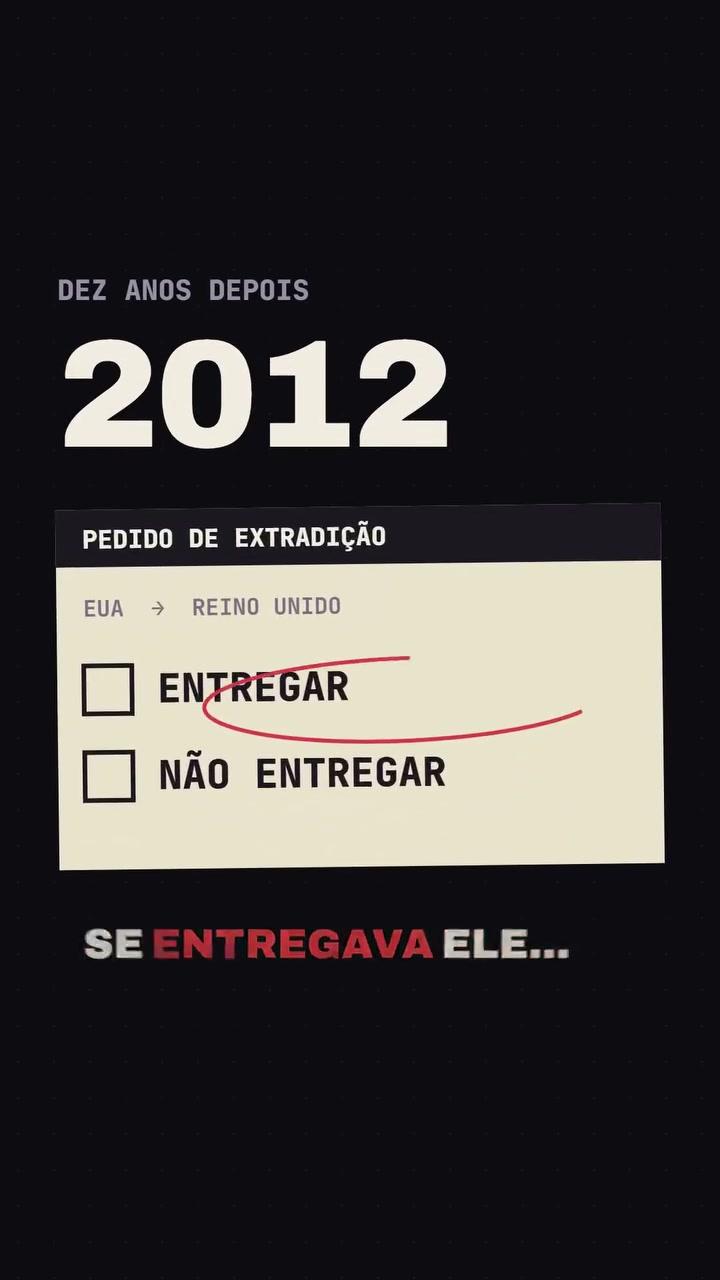 DEZ ANOS DEPOIS
2012
PEDIDO DE EXTRADIÇÃO
EUA → REINO UNIDO
ENTREGAR
NÃO ENTREGAR
SE ENTREGAVA ELE...